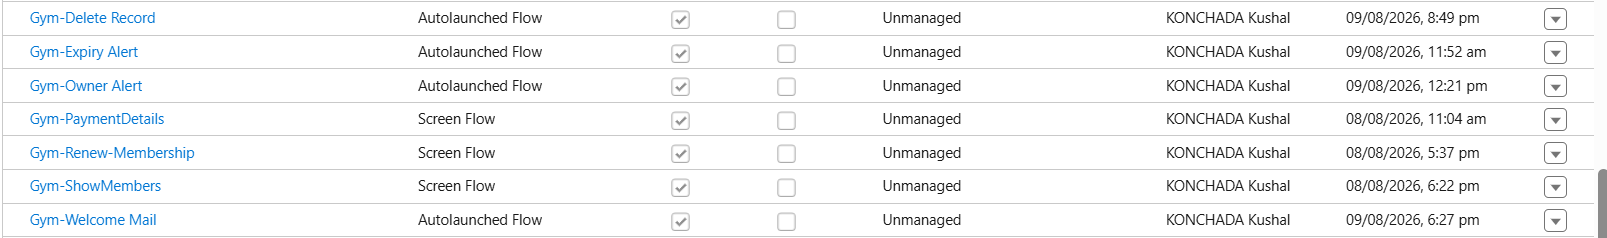 Gym-Delete Record Autolaunched Flow Unmanaged KONCHADA Kushal 09/08/2026, 8:49 pm
Gym-Expiry Alert Autolaunched Flow Unmanaged KONCHADA Kushal 09/08/2026, 11:52 am
Gym-Owner Alert Autolaunched Flow Unmanaged KONCHADA Kushal 09/08/2026, 12:21 pm
Gym-PaymentDetails Screen Flow Unmanaged KONCHADA Kushal 08/08/2026, 11:04 am
Gym-Renew-Membership Screen Flow Unmanaged KONCHADA Kushal 08/08/2026, 5:37 pm
Gym-ShowMembers Screen Flow Unmanaged KONCHADA Kushal 08/08/2026, 6:22 pm
Gym-Welcome Mail Autolaunched Flow Unmanaged KONCHADA Kushal 09/08/2026, 6:27 pm